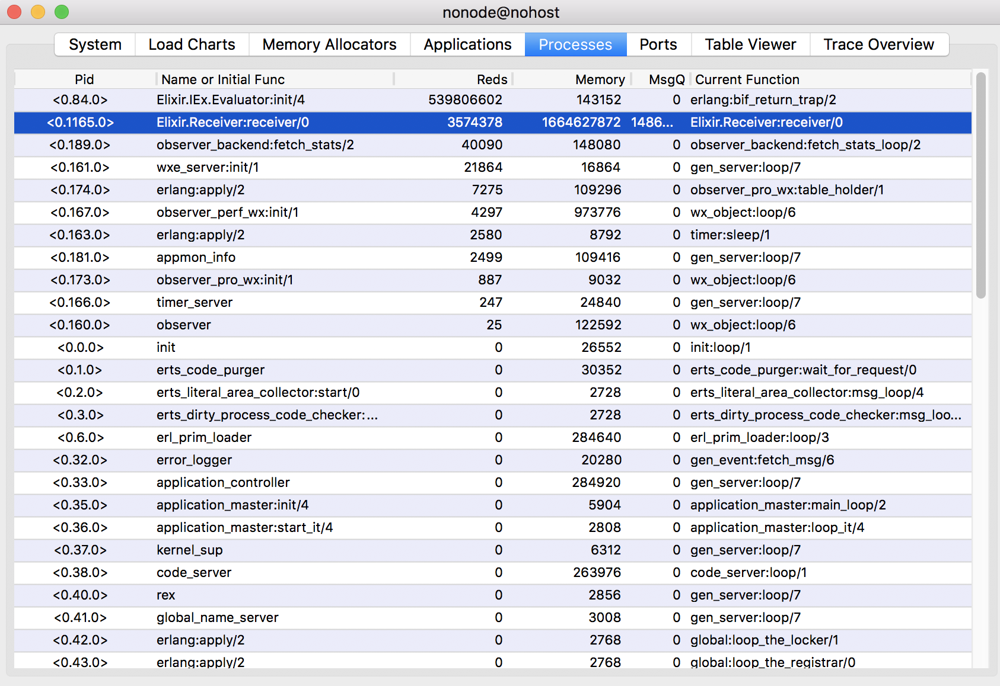 nonode@nohost
System Load Charts Memory Allocators Applications Processes Ports Table Viewer Trace Overview
Pid Name or Initial Func Reds Memory MsgQ Current Function
<0.84.0> Elixir.IEx.Evaluator:init/4 539806602 143152 0 erlang:bif_return_trap/2
<0.1165.0> Elixir.Receiver:receiver/0 3574378 1664627872 1486... Elixir.Receiver:receiver/0
<0.189.0> observer_backend:fetch_stats/2 40090 148080 0 observer_backend:fetch_stats_loop/2
<0.161.0> wxe_server:init/1 21864 16864 0 gen_server:loop/7
<0.174.0> erlang:apply/2 7275 109296 0 observer_pro_wx:table_holder/1
<0.167.0> observer_perf_wx:init/1 4297 973776 0 wx_object:loop/6
<0.163.0> erlang:apply/2 2580 8792 0 timer:sleep/1
<0.181.0> appmon_info 2499 109416 0 gen_server:loop/7
<0.173.0> observer_pro_wx:init/1 887 9032 0 wx_object:loop/6
<0.166.0> timer_server 247 24840 0 gen_server:loop/7
<0.160.0> observer 25 122592 0 wx_object:loop/6
<0.0.0> init 0 26552 0 init:loop/1
<0.1.0> erts_code_purger 0 30352 0 erts_code_purger:wait_for_request/0
<0.2.0> erts_literal_area_collector:start/0 0 2728 0 erts_literal_area_collector:msg_loop/4
<0.3.0> erts_dirty_process_code_checker:... 0 2728 0 erts_dirty_process_code_checker:msg_loo...
<0.6.0> erl_prim_loader 0 284640 0 erl_prim_loader:loop/3
<0.32.0> error_logger 0 20280 0 gen_event:fetch_msg/6
<0.33.0> application_controller 0 284920 0 gen_server:loop/7
<0.35.0> application_master:init/4 0 5904 0 application_master:main_loop/2
<0.36.0> application_master:start_it/4 0 2808 0 application_master:loop_it/4
<0.37.0> kernel_sup 0 6312 0 gen_server:loop/7
<0.38.0> code_server 0 263976 0 code_server:loop/1
<0.40.0> rex 0 2856 0 gen_server:loop/7
<0.41.0> global_name_server 0 3008 0 gen_server:loop/7
<0.42.0> erlang:apply/2 0 2768 0 global:loop_the_locker/1
<0.43.0> erlang:apply/2 0 2768 0 global:loop_the_registrar/0